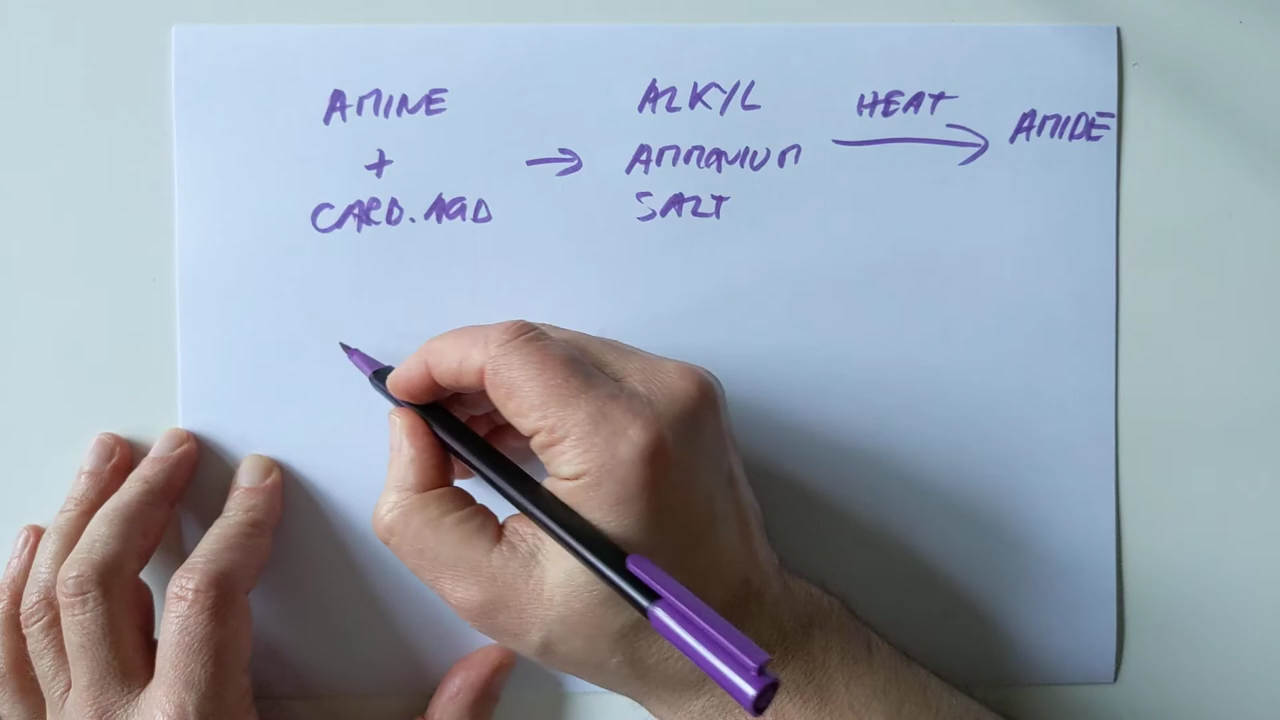 AMINE
+
CARB.ACID
→
ALKYL
AMMONIUM
SALT
HEAT
→
AMIDE